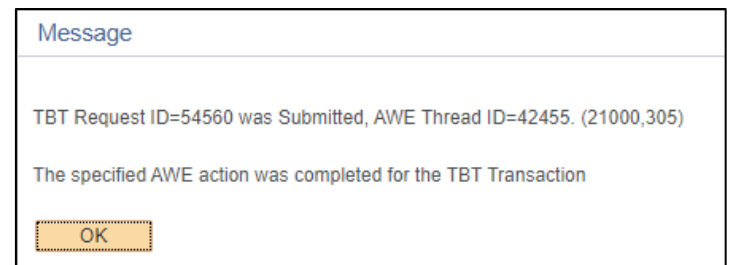 Message
TBT Request ID=54560 was Submitted, AWE Thread ID=42455. (21000,305)
The specified AWE action was completed for the TBT Transaction
OK